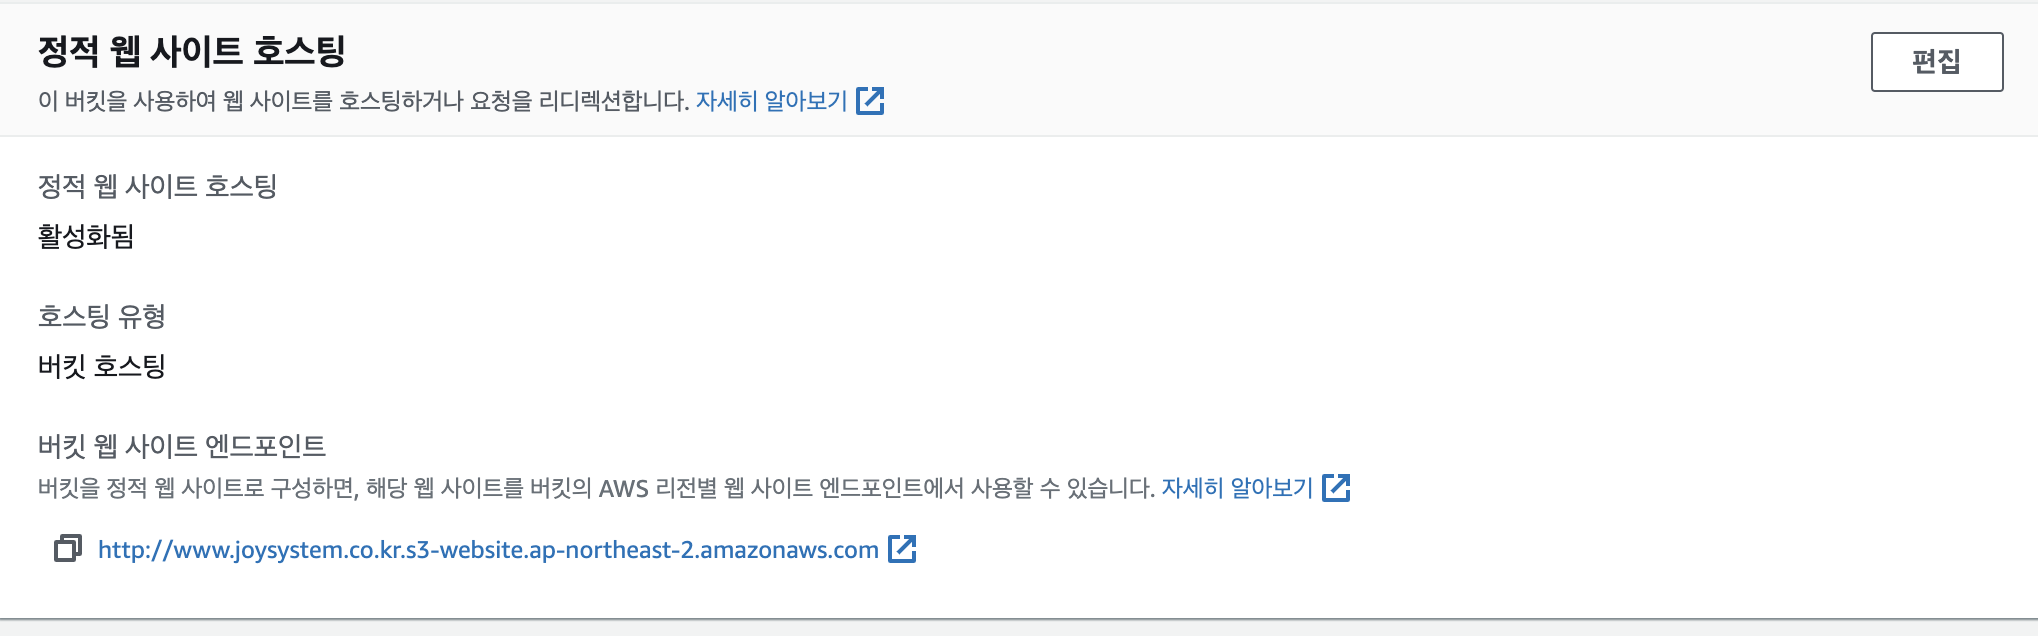 정적 웹 사이트 호스팅
편집
이 버킷을 사용하여 웹 사이트를 호스팅하거나 요청을 리디렉션합니다. 자세히 알아보기
정적 웹 사이트 호스팅
활성화됨
호스팅 유형
버킷 호스팅
버킷 웹 사이트 엔드포인트
버킷을 정적 웹 사이트로 구성하면, 해당 웹 사이트를 버킷의 AWS 리전별 웹 사이트 엔드포인트에서 사용할 수 있습니다. 자세히 알아보기
http://www.joysystem.co.kr.s3-website.ap-northeast-2.amazonaws.com